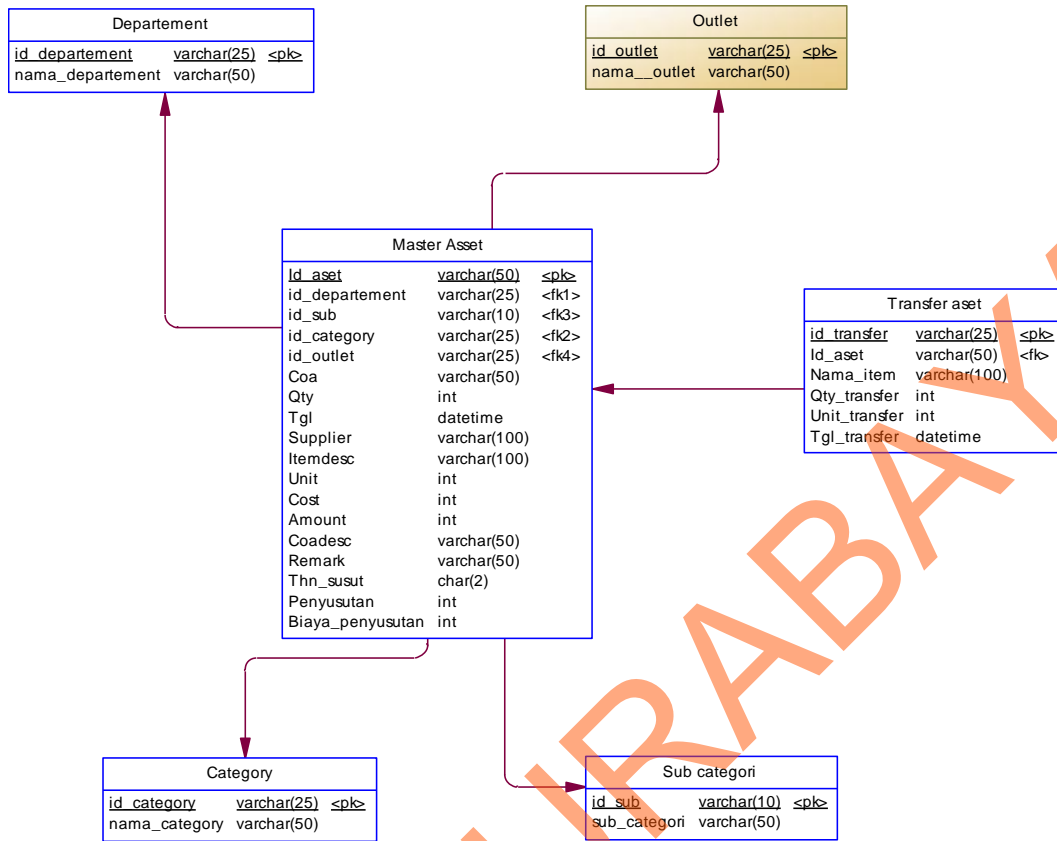 Departement
id_departement varchar(25) <pk>
nama_departement varchar(50)
Outlet
id_outlet varchar(25) <pk>
nama__outlet varchar(50)
Master Asset
Id_aset varchar(50) <pk>
id_departement varchar(25) <fk1>
id_sub varchar(10) <fk3>
id_category varchar(25) <fk2>
id_outlet varchar(25) <fk4>
Coa varchar(50)
Qty int
Tgl datetime
Supplier varchar(100)
Itemdesc varchar(100)
Unit int
Cost int
Amount int
Coadesc varchar(50)
Remark varchar(50)
Thn_susut char(2)
Penyusutan int
Biaya_penyusutan int
Transfer aset
id_transfer varchar(25) <pk>
Id_aset varchar(50) <fk>
Nama_item varchar(100)
Qty_transfer int
Unit_transfer int
Tgl_transfer datetime
Category
id_category varchar(25) <pk>
nama_category varchar(50)
Sub categori
id_sub varchar(10) <pk>
sub_categori varchar(50)
IRABAYA